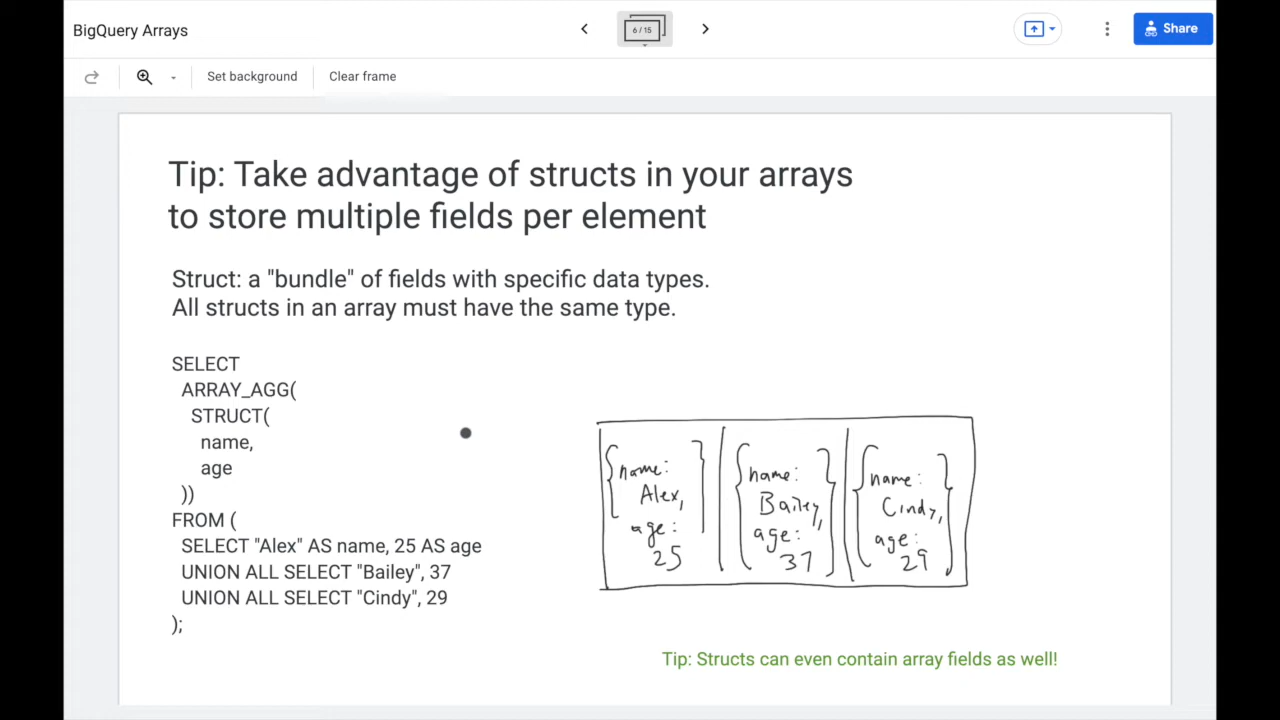 BigQuery Arrays
6 / 15
Share
Set background
Clear frame
Tip: Take advantage of structs in your arrays
to store multiple fields per element
Struct: a "bundle" of fields with specific data types.
All structs in an array must have the same type.
SELECT
ARRAY_AGG(
STRUCT(
name,
age
))
FROM (
SELECT "Alex" AS name, 25 AS age
UNION ALL SELECT "Bailey", 37
UNION ALL SELECT "Cindy", 29
);
{ name:
Alex,
age:
25 }
{ name:
Bailey,
age:
37 }
{ name:
Cindy,
age:
29 }
Tip: Structs can even contain array fields as well!